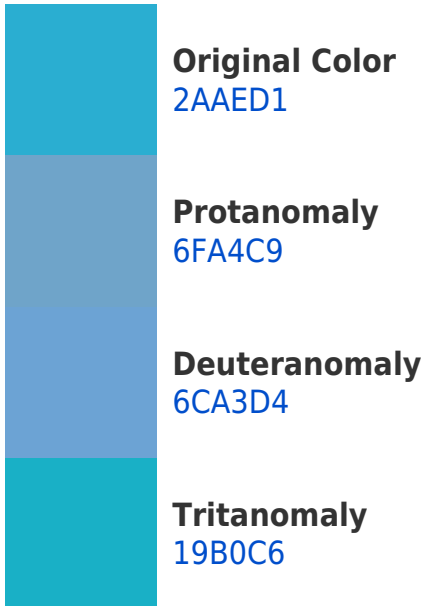 Original Color
2AAED1
Protanomaly
6FA4C9
Deuteranomaly
6CA3D4
Tritanomaly
19B0C6